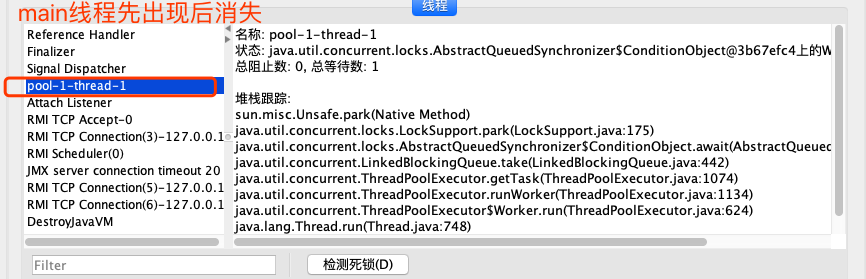 main线程先出现后消失
线程
Reference Handler
Finalizer
Signal Dispatcher
pool-1-thread-1
Attach Listener
RMI TCP Accept-0
RMI TCP Connection(3)-127.0.0.1
RMI Scheduler(0)
JMX server connection timeout 20
RMI TCP Connection(5)-127.0.0.1
RMI TCP Connection(6)-127.0.0.1
DestroyJavaVM
名称: pool-1-thread-1
状态: java.util.concurrent.locks.AbstractQueuedSynchronizer$ConditionObject@3b67efc4上的W
总阻止数: 0, 总等待数: 1
堆栈跟踪:
sun.misc.Unsafe.park(Native Method)
java.util.concurrent.locks.LockSupport.park(LockSupport.java:175)
java.util.concurrent.locks.AbstractQueuedSynchronizer$ConditionObject.await(AbstractQueued
java.util.concurrent.LinkedBlockingQueue.take(LinkedBlockingQueue.java:442)
java.util.concurrent.ThreadPoolExecutor.getTask(ThreadPoolExecutor.java:1074)
java.util.concurrent.ThreadPoolExecutor.runWorker(ThreadPoolExecutor.java:1134)
java.util.concurrent.ThreadPoolExecutor$Worker.run(ThreadPoolExecutor.java:624)
java.lang.Thread.run(Thread.java:748)
Filter
检测死锁(D)